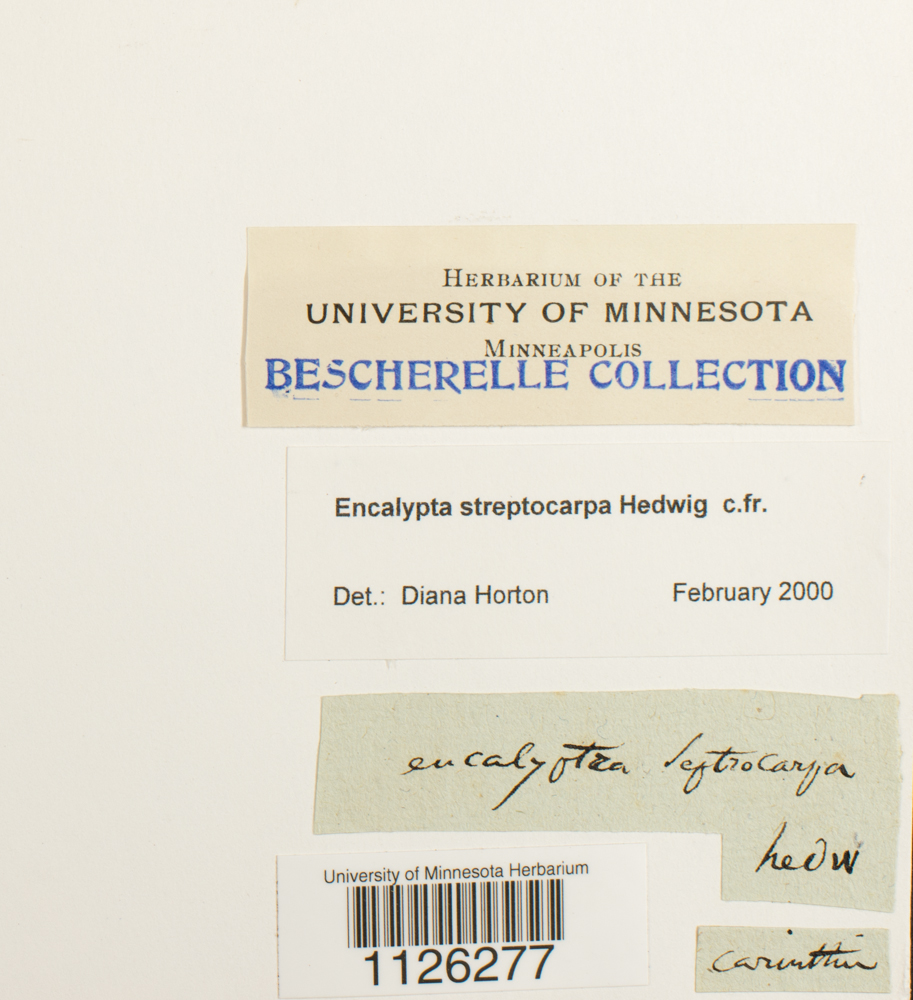 HERBARIUM OF THE
UNIVERSITY OF MINNESOTA
MINNEAPOLIS
BESCHERELLE COLLECTION
Encalypta streptocarpa Hedwig c.fr.
Det.: Diana Horton February 2000
eucalyptra Septrocarpa
hedw
University of Minnesota Herbarium
1126277
carinthia